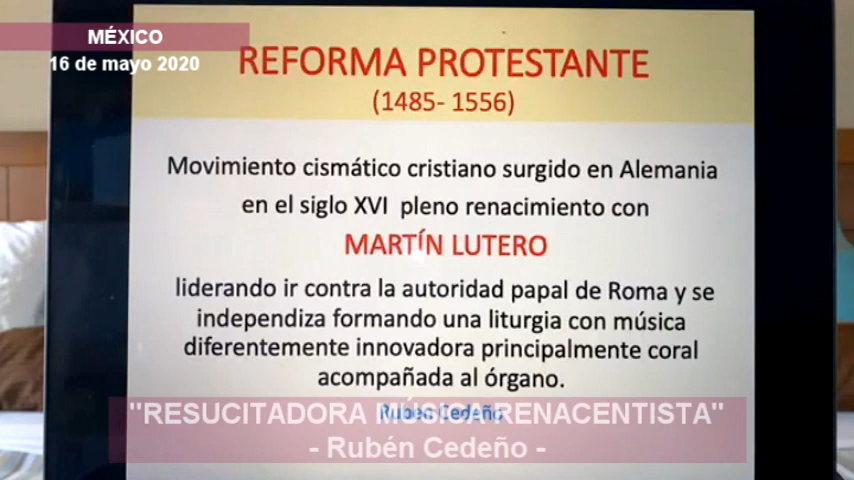 MÉXICO
16 de mayo 2020
REFORMA PROTESTANTE
(1485- 1556)
Movimiento cismático cristiano surgido en Alemania
en el siglo XVI pleno renacimiento con
MARTÍN LUTERO
liderando ir contra la autoridad papal de Roma y se
independiza formando una liturgia con música
diferentemente innovadora principalmente coral
acompañada al órgano.
Rubén Cedeño
"RESUCITADORA MÚSICA RENACENTISTA"
- Rubén Cedeño -